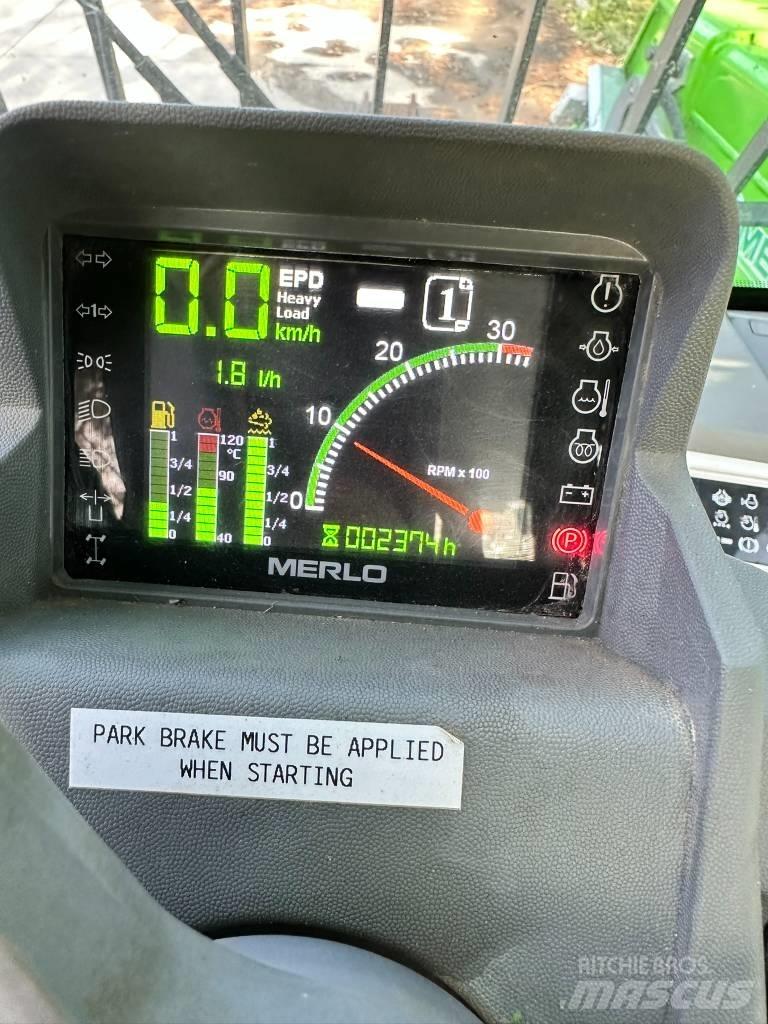 0.0
EPD
Heavy
Load
km/h
1
1.8 l/h
1
3/4
1/2
1/4
0
120
°C
90
40
1
3/4
1/2
1/4
0
0
10
20
30
RPM x 100
002374h
MERLO
1
P
PARK BRAKE MUST BE APPLIED
WHEN STARTING
RITCHIE BROS.
MASCUS